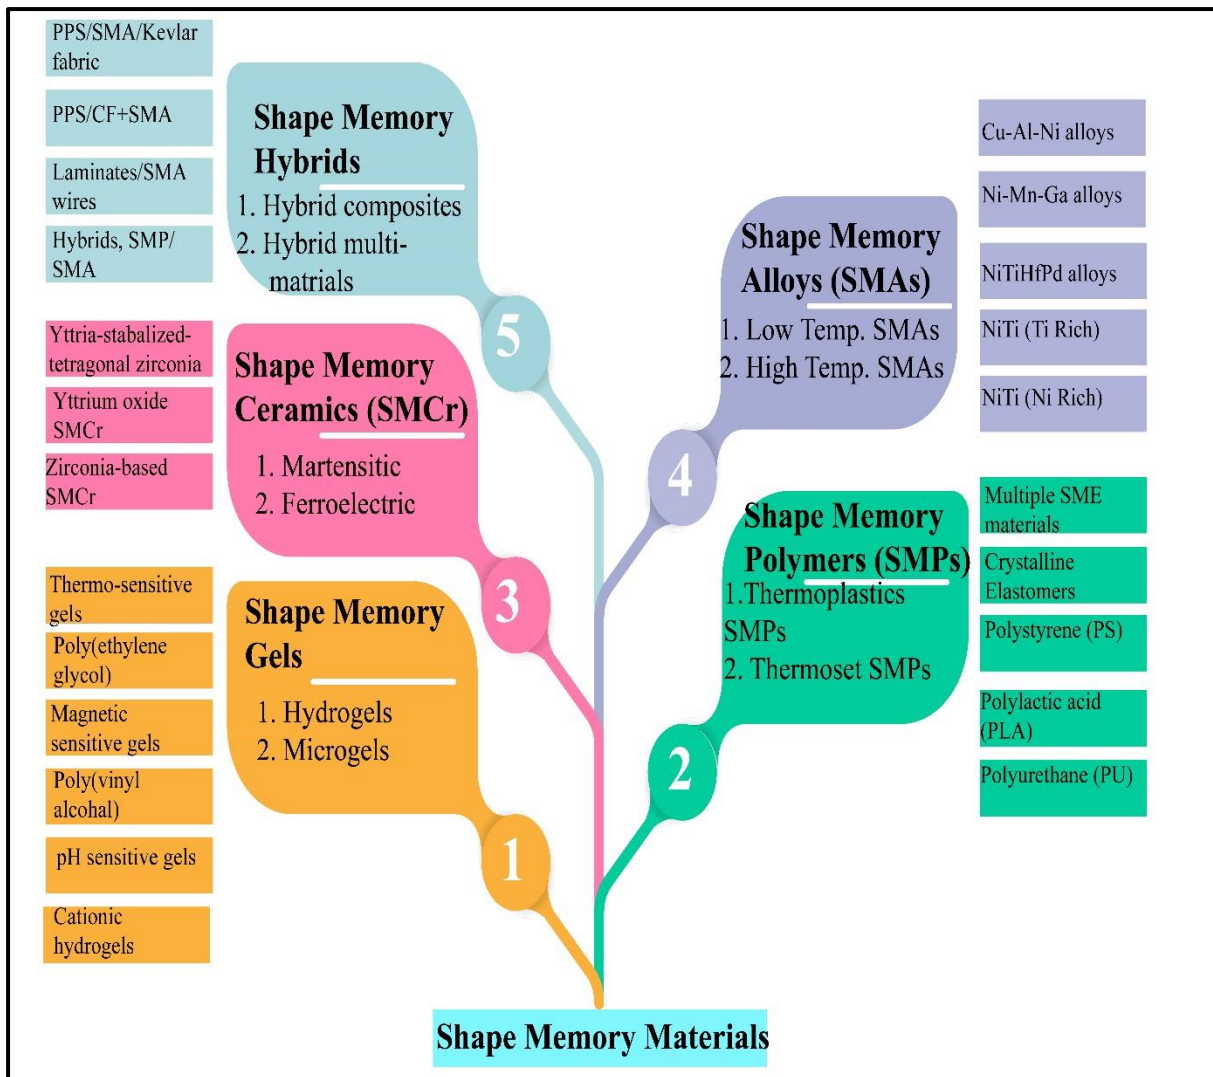 PPS/SMA/Kevlar
fabric
PPS/CF+SMA
Laminates/SMA
wires
Hybrids, SMP/
SMA
Shape Memory
Hybrids
1. Hybrid composites
2. Hybrid multi-
matrials
5
Yttria-stabalized-
tetragonal zirconia
Yttrium oxide
SMCr
Zirconia-based
SMCr
Shape Memory
Ceramics (SMCr)
1. Martensitic
2. Ferroelectric
3
Thermo-sensitive
gels
Poly(ethylene
glycol)
Magnetic
sensitive gels
Poly(vinyl
alcohal)
pH sensitive gels
Cationic
hydrogels
Shape Memory
Gels
1. Hydrogels
2. Microgels
1
Shape Memory
Alloys (SMAs)
1. Low Temp. SMAs
2. High Temp. SMAs
4
Cu-Al-Ni alloys
Ni-Mn-Ga alloys
NiTiHfPd alloys
NiTi (Ti Rich)
NiTi (Ni Rich)
Shape Memory
Polymers (SMPs)
1.Thermoplastics
SMPs
2. Thermoset SMPs
2
Multiple SME
materials
Crystalline
Elastomers
Polystyrene (PS)
Polylactic acid
(PLA)
Polyurethane (PU)
Shape Memory Materials